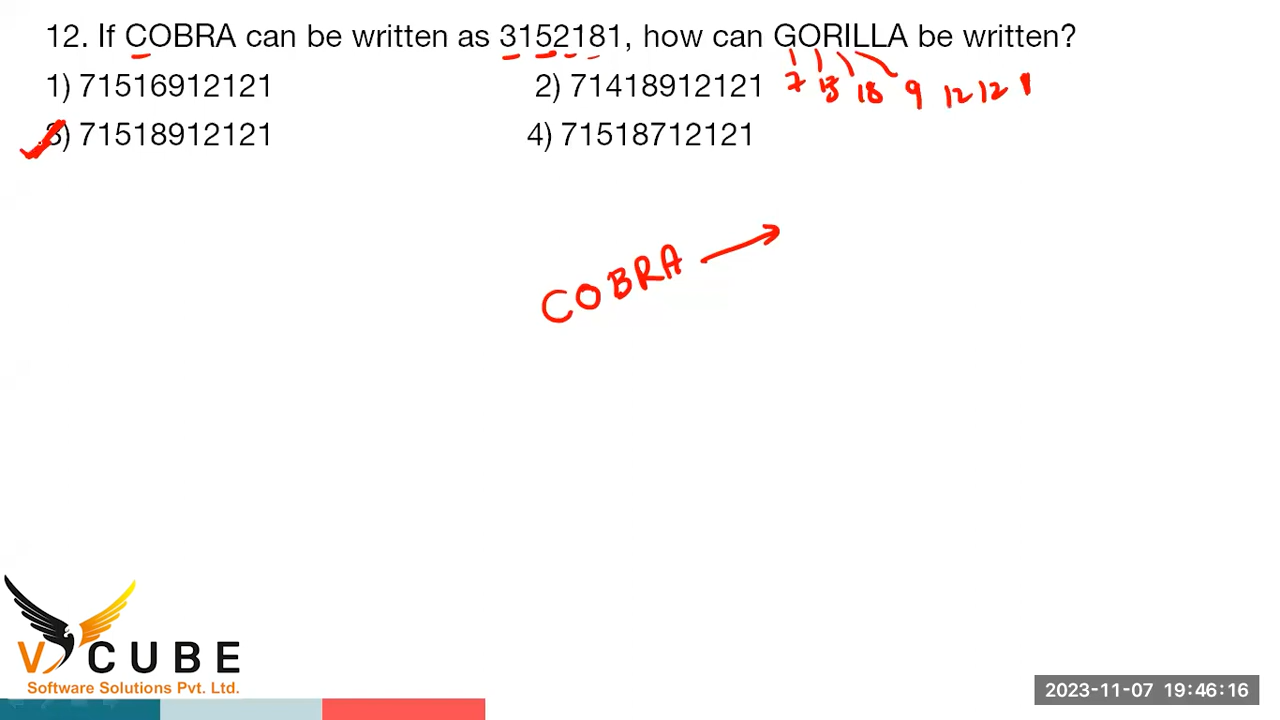 12. If COBRA can be written as 3152181, how can GORILLA be written?
1) 71516912121 2) 71418912121 7 15 18 9 12 12 1
3) 71518912121 4) 71518712121
COBRA →
V CUBE
Software Solutions Pvt. Ltd.
2023-11-07 19:46:16